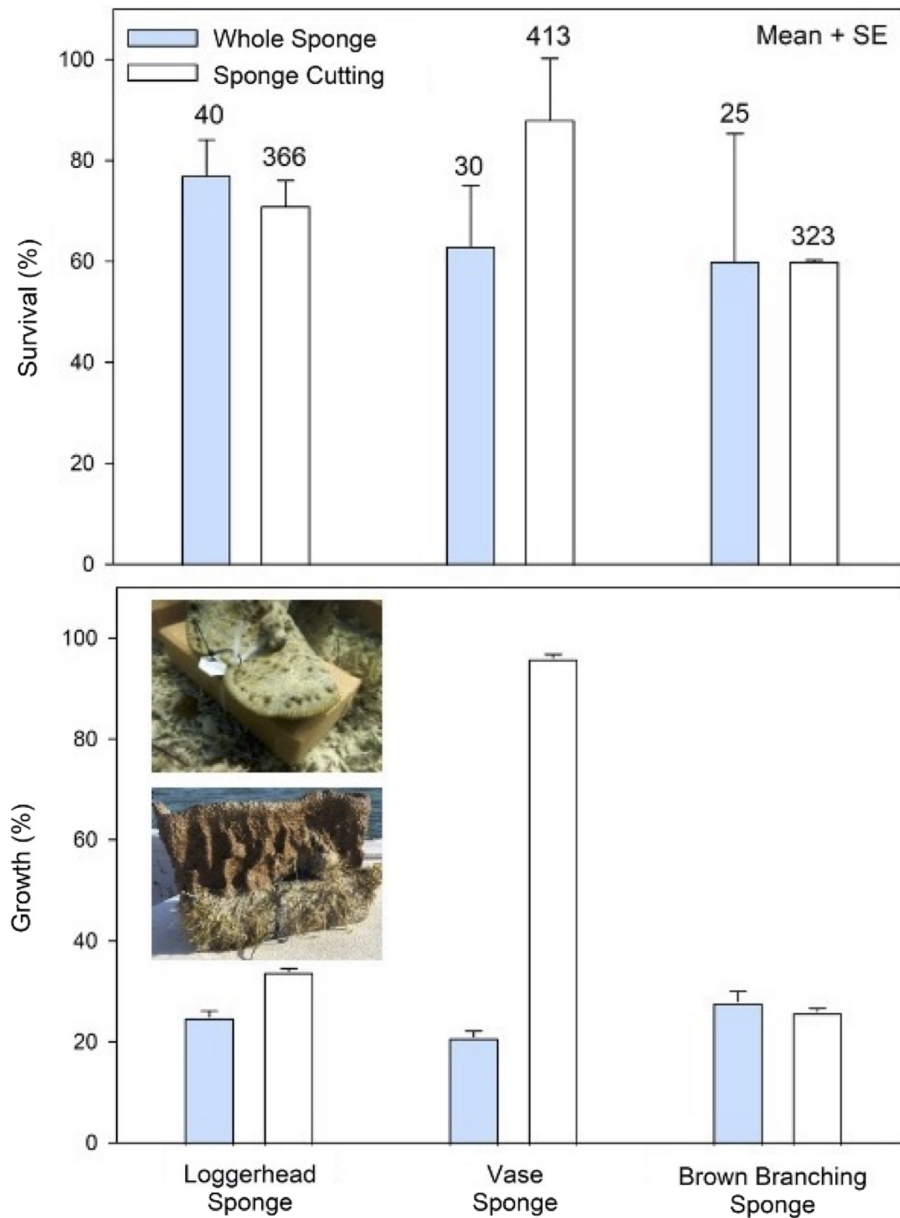 Whole Sponge
Sponge Cutting
Mean + SE
413
40
366
30
25
323
100
80
60
40
20
0
Survival (%)
100
80
60
40
20
0
Growth (%)
Loggerhead
Sponge
Vase
Sponge
Brown Branching
Sponge